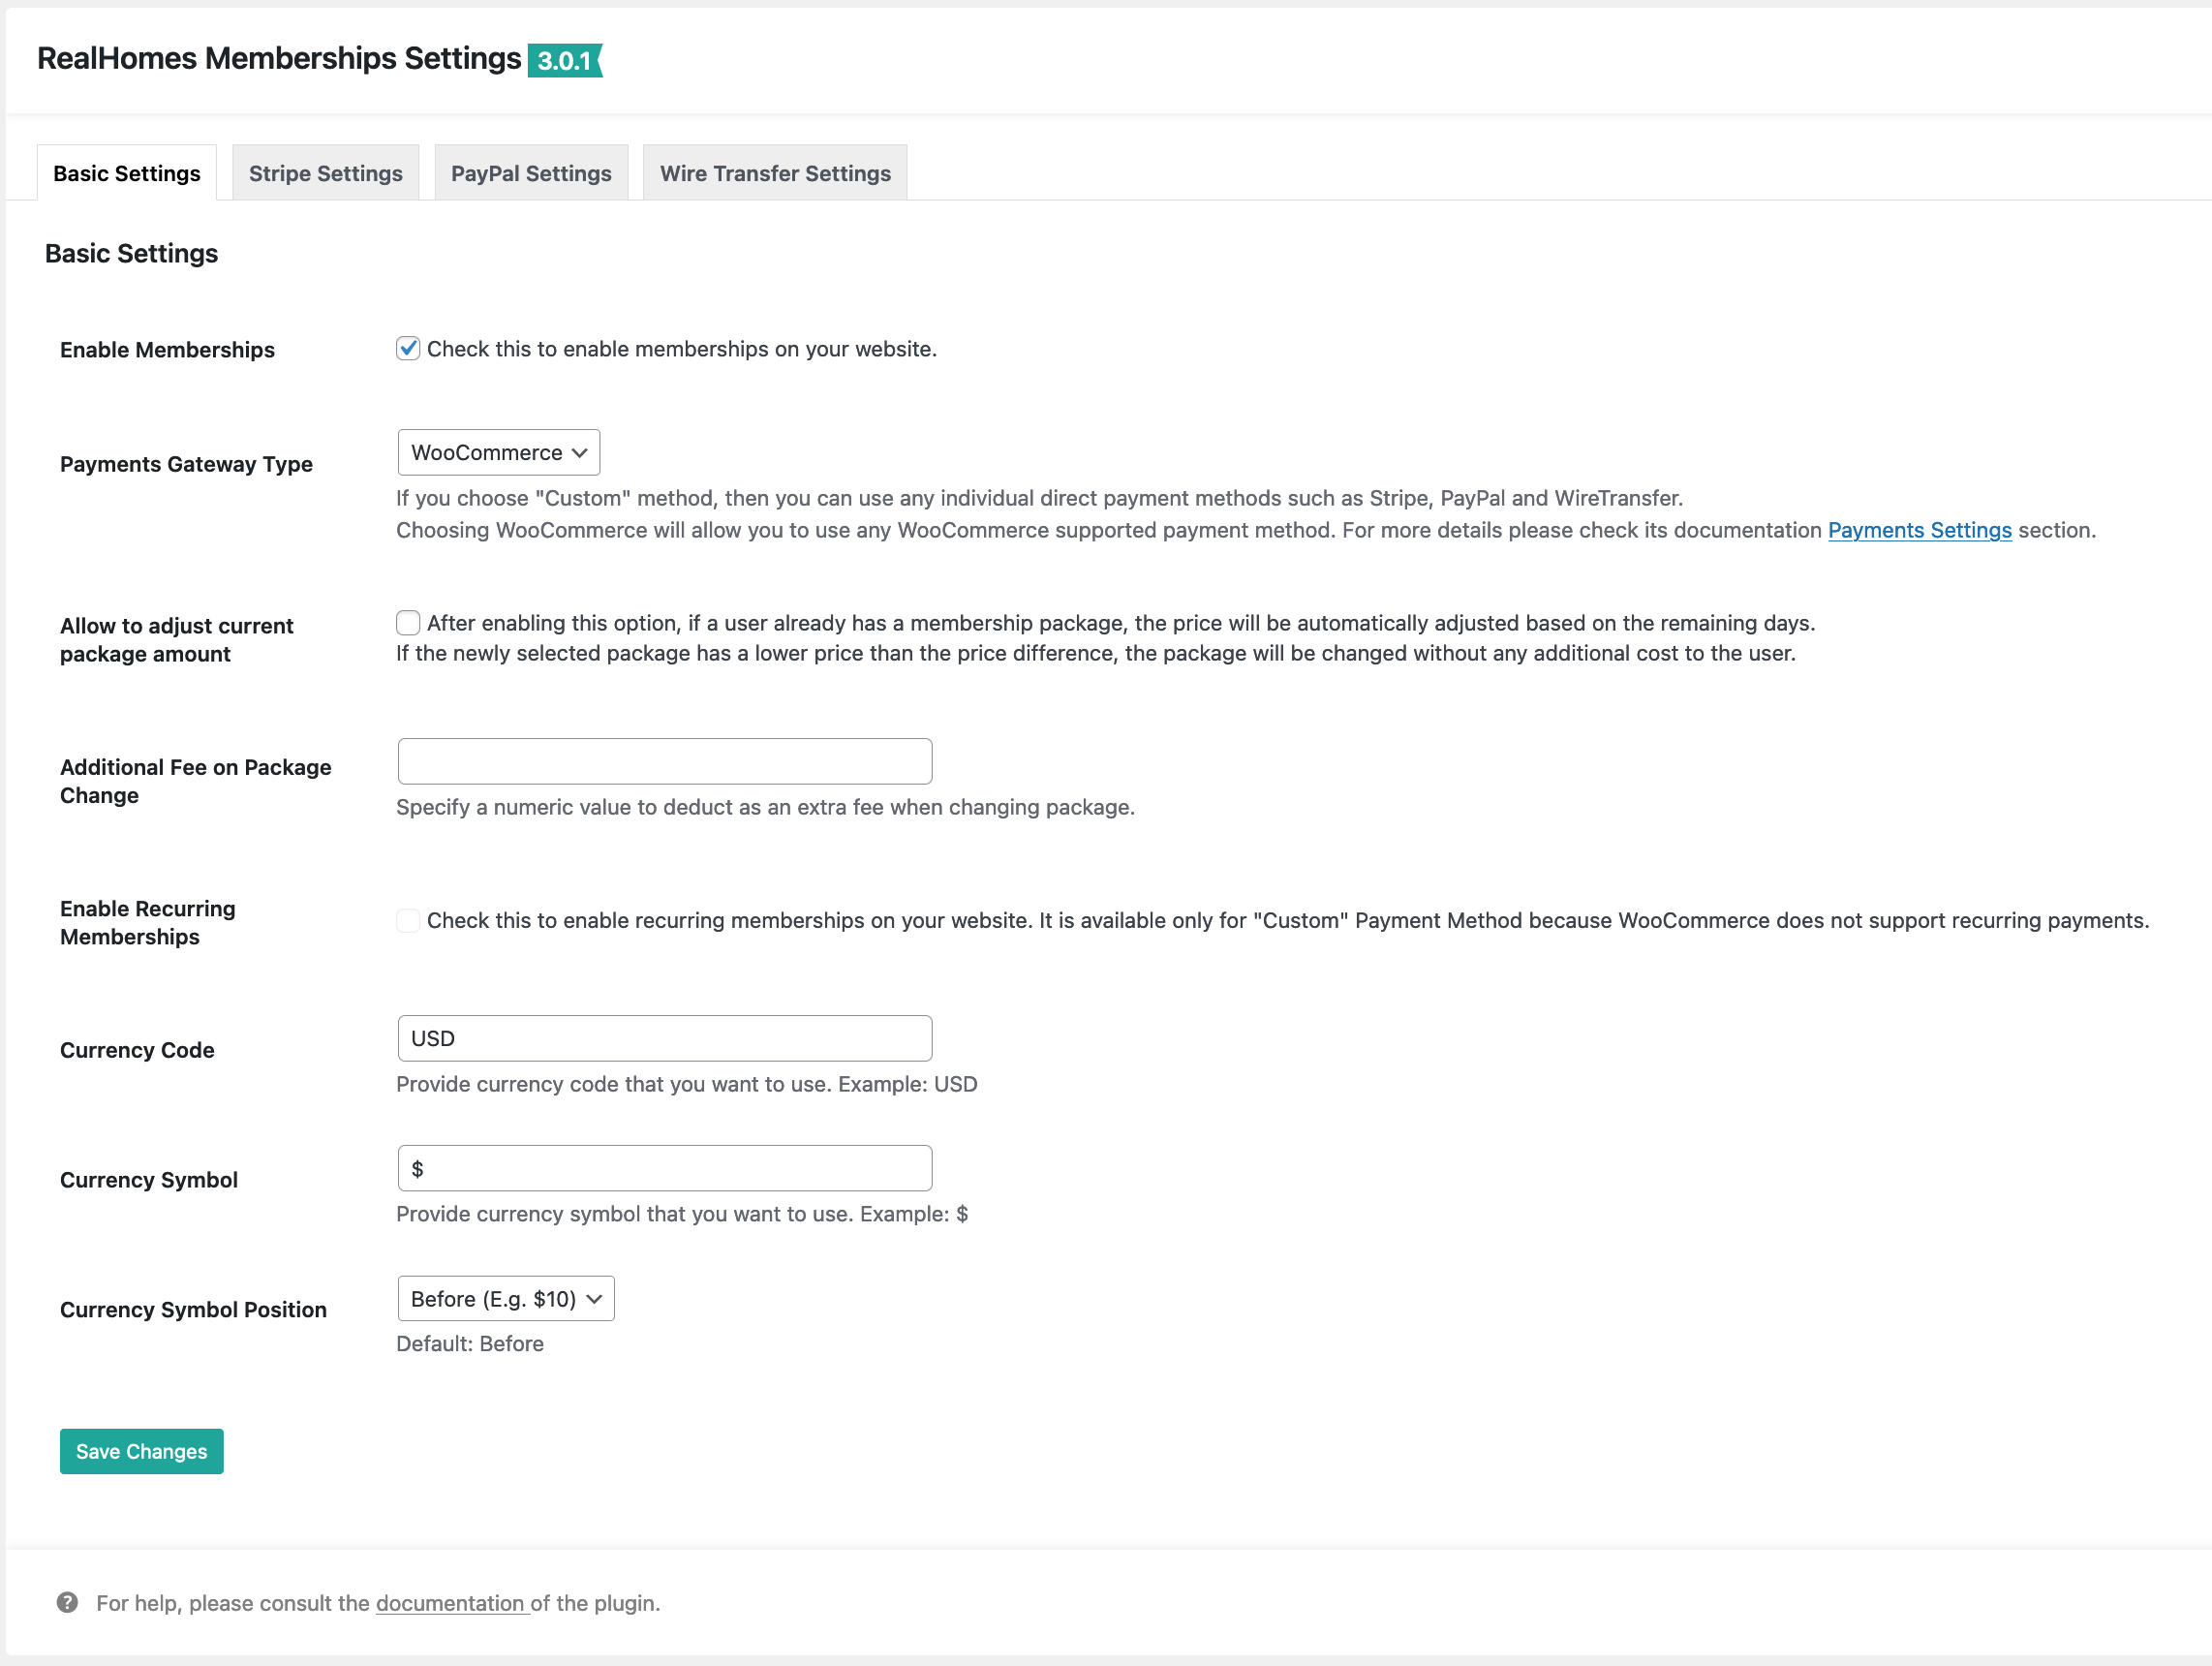 RealHomes Memberships Settings 3.0.1
Basic Settings
Stripe Settings
PayPal Settings
Wire Transfer Settings
Basic Settings
Enable Memberships
Check this to enable memberships on your website.
Payments Gateway Type
WooCommerce
If you choose "Custom" method, then you can use any individual direct payment methods such as Stripe, PayPal and WireTransfer.
Choosing WooCommerce will allow you to use any WooCommerce supported payment method. For more details please check its documentation Payments Settings section.
Allow to adjust current
package amount
After enabling this option, if a user already has a membership package, the price will be automatically adjusted based on the remaining days.
If the newly selected package has a lower price than the price difference, the package will be changed without any additional cost to the user.
Additional Fee on Package
Change
Specify a numeric value to deduct as an extra fee when changing package.
Enable Recurring
Memberships
Check this to enable recurring memberships on your website. It is available only for "Custom" Payment Method because WooCommerce does not support recurring payments.
Currency Code
USD
Provide currency code that you want to use. Example: USD
Currency Symbol
$
Provide currency symbol that you want to use. Example: $
Currency Symbol Position
Before (E.g. $10)
Default: Before
Save Changes
For help, please consult the documentation of the plugin.